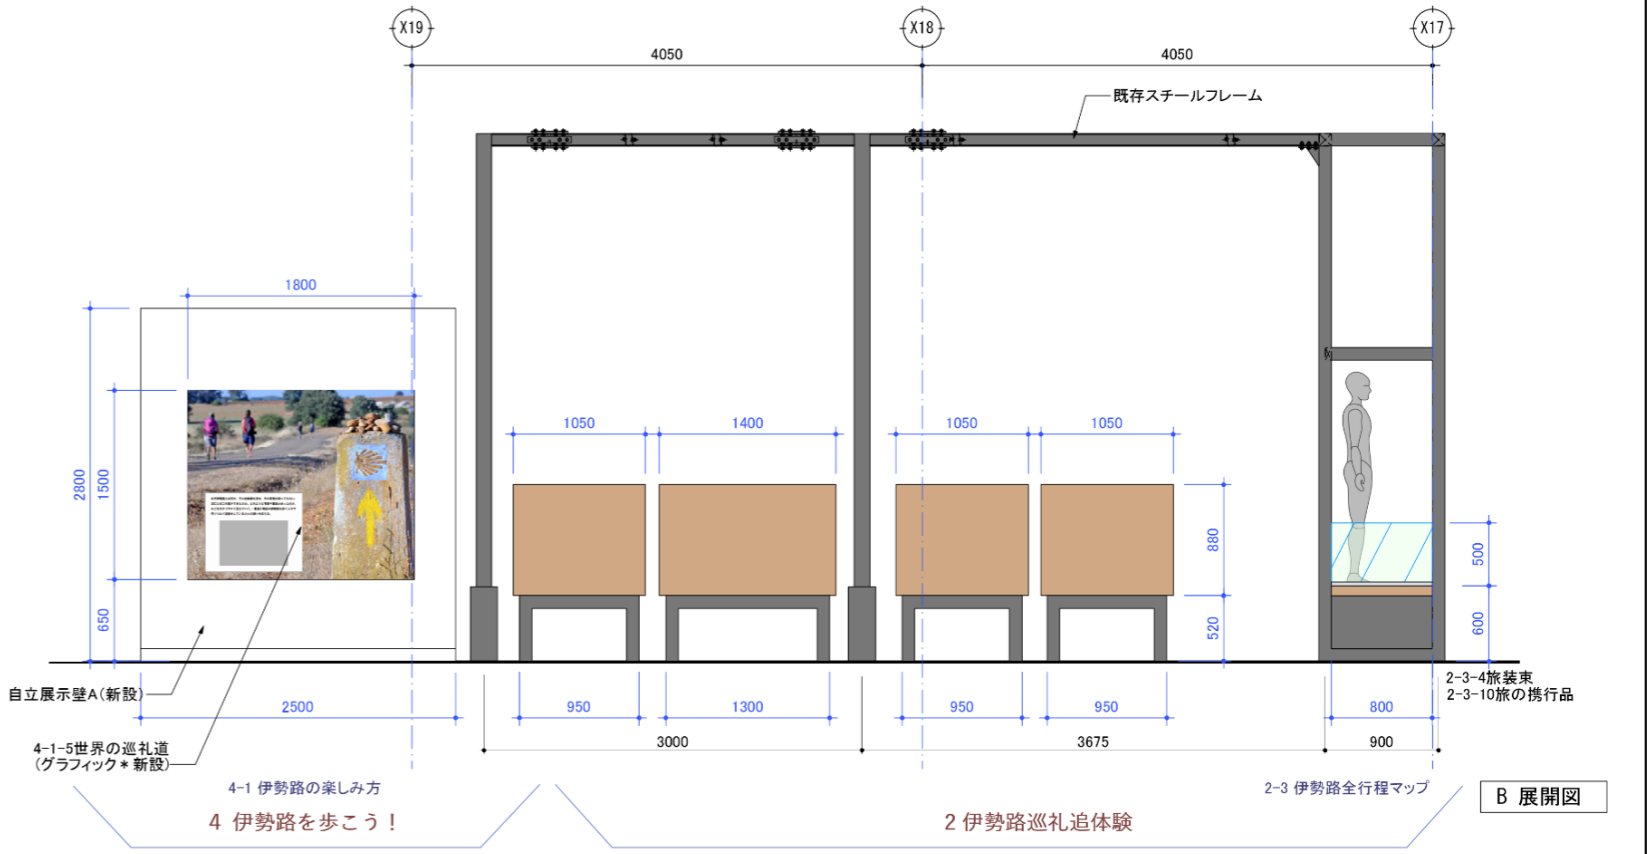 X19
X18
X17
4050
4050
既存スチールフレーム
1800
2800
1500
650
1050
1400
1050
1050
880
520
500
600
自立展示壁A(新設)
2500
950
1300
950
950
800
2-3-4旅装束
2-3-10旅の携行品
3000
3675
900
4-1-5世界の巡礼道
(グラフィック*新設)
4-1 伊勢路の楽しみ方
2-3 伊勢路全行程マップ
B 展開図
4 伊勢路を歩こう!
2 伊勢路巡礼追体験